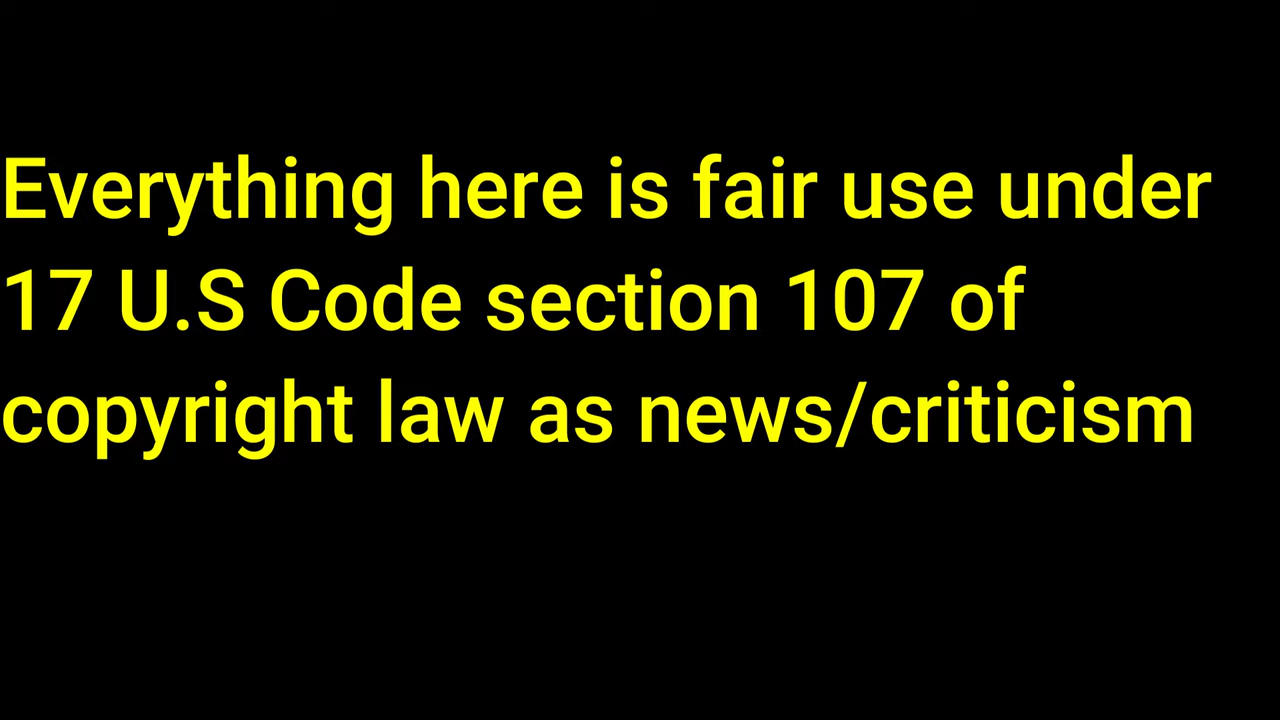 Everything here is fair use under
17 U.S Code section 107 of
copyright law as news/criticism